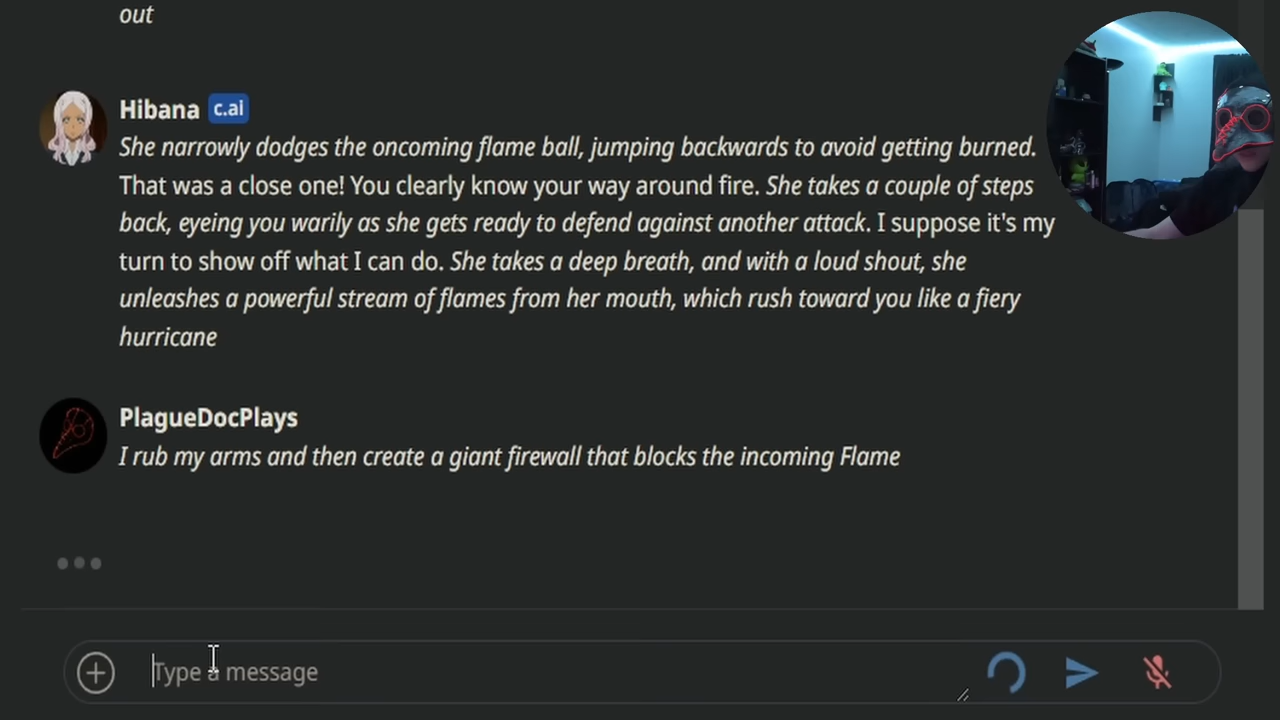 out
Hibana c.ai
She narrowly dodges the oncoming flame ball, jumping backwards to avoid getting burned.
That was a close one! You clearly know your way around fire. She takes a couple of steps
back, eyeing you warily as she gets ready to defend against another attack. I suppose it's my
turn to show off what I can do. She takes a deep breath, and with a loud shout, she
unleashes a powerful stream of flames from her mouth, which rush toward you like a fiery
hurricane
PlagueDocPlays
I rub my arms and then create a giant firewall that blocks the incoming Flame
Type a message